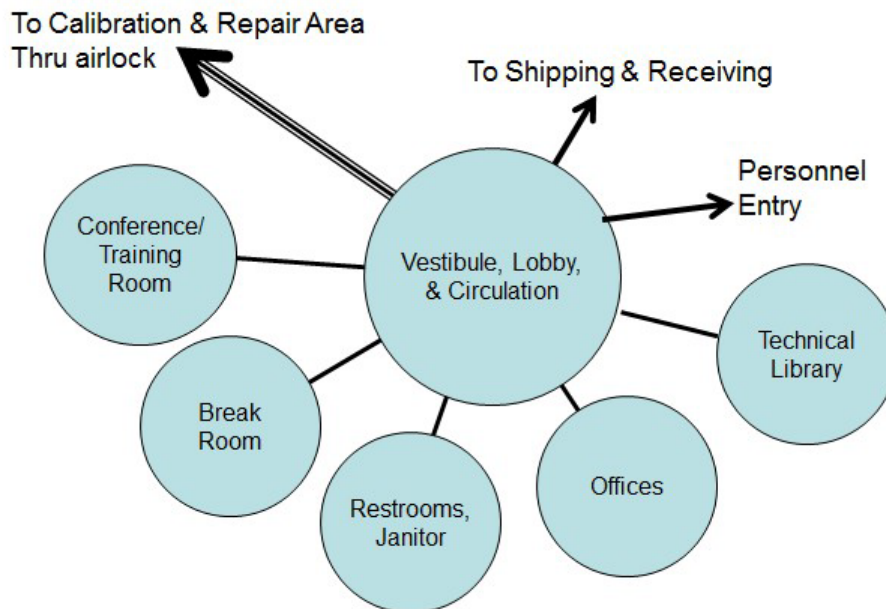 To Calibration & Repair Area
Thru airlock
To Shipping & Receiving
Personnel
Entry
Conference/
Training
Room
Vestibule, Lobby,
& Circulation
Technical
Library
Break
Room
Offices
Restrooms,
Janitor